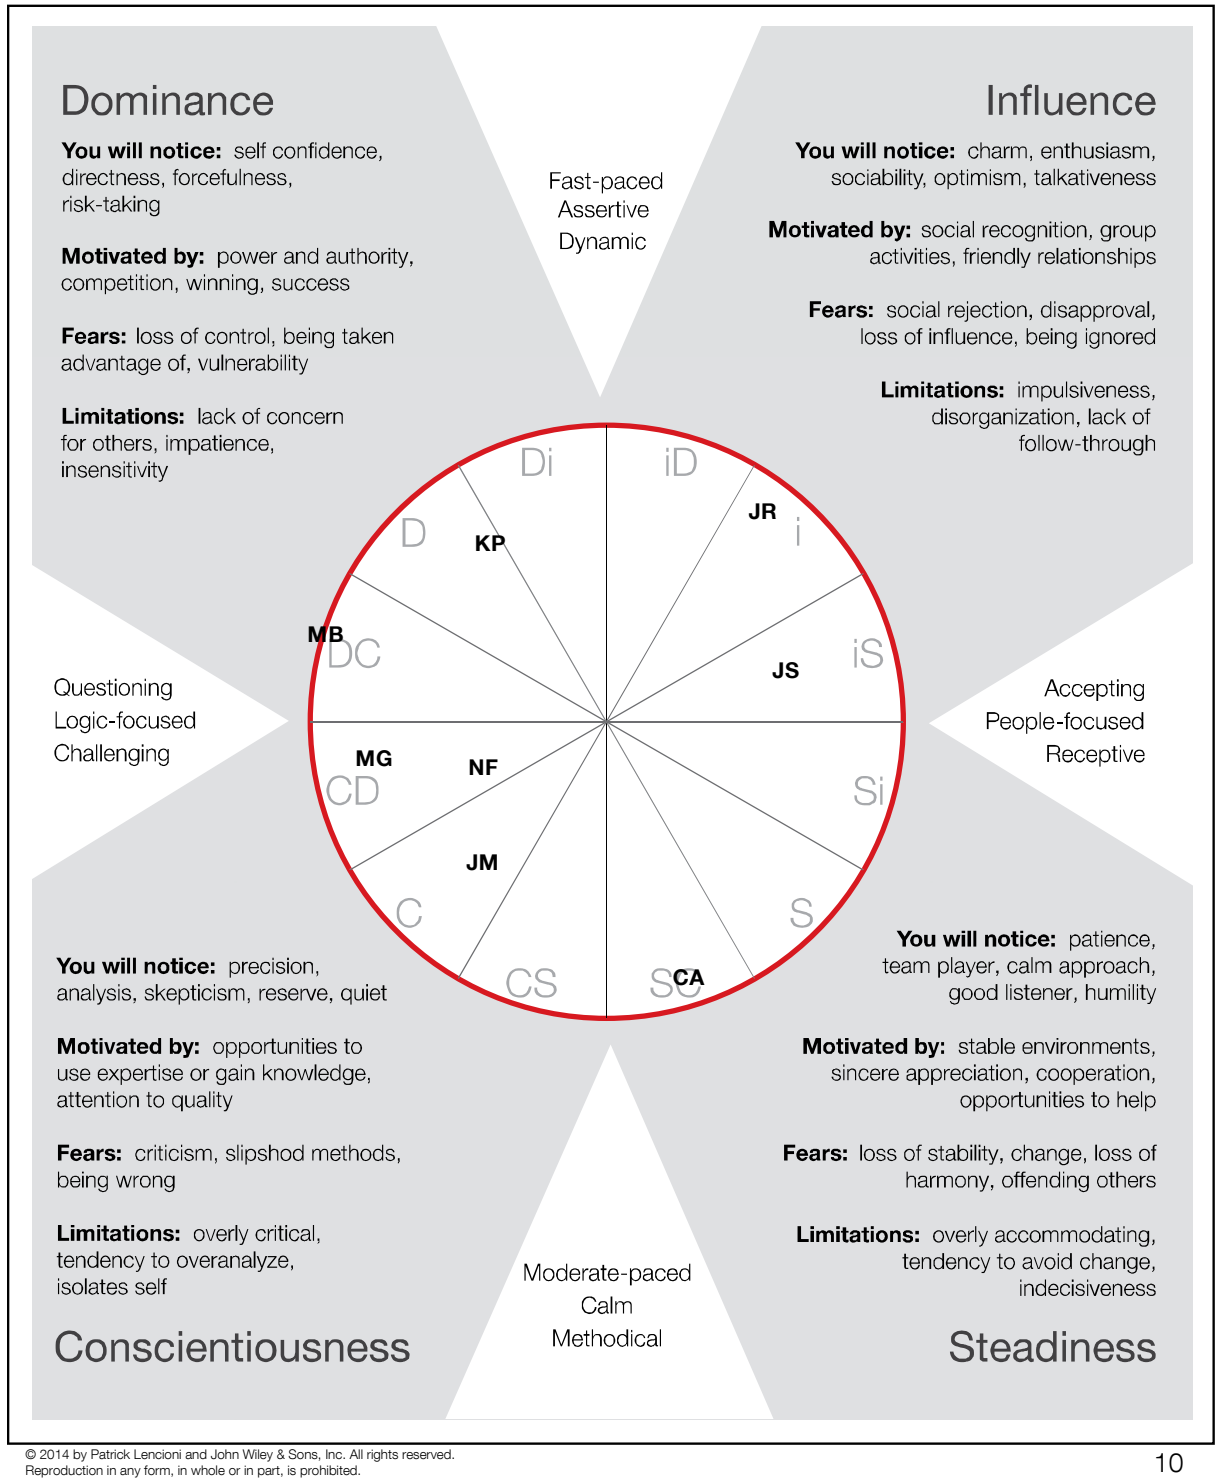 Dominance
You will notice: self confidence,
directness, forcefulness,
risk-taking
Motivated by: power and authority,
competition, winning, success
Fears: loss of control, being taken
advantage of, vulnerability
Limitations: lack of concern
for others, impatience,
insensitivity
Fast-paced
Assertive
Dynamic
Influence
You will notice: charm, enthusiasm,
sociability, optimism, talkativeness
Motivated by: social recognition, group
activities, friendly relationships
Fears: social rejection, disapproval,
loss of influence, being ignored
Limitations: impulsiveness,
disorganization, lack of
follow-through
Di
iD
JR
D
i
KP
MB
DC
iS
JS
Questioning
Logic-focused
Challenging
Accepting
People-focused
Receptive
MG
NF
CD
Si
JM
C
S
CS
SC
CA
You will notice: precision,
analysis, skepticism, reserve, quiet
Motivated by: opportunities to
use expertise or gain knowledge,
attention to quality
Fears: criticism, slipshod methods,
being wrong
Limitations: overly critical,
tendency to overanalyze,
isolates self
Conscientiousness
Moderate-paced
Calm
Methodical
You will notice: patience,
team player, calm approach,
good listener, humility
Motivated by: stable environments,
sincere appreciation, cooperation,
opportunities to help
Fears: loss of stability, change, loss of
harmony, offending others
Limitations: overly accommodating,
tendency to avoid change,
indecisiveness
Steadiness
© 2014 by Patrick Lencioni and John Wiley & Sons, Inc. All rights reserved.
Reproduction in any form, in whole or in part, is prohibited.
10